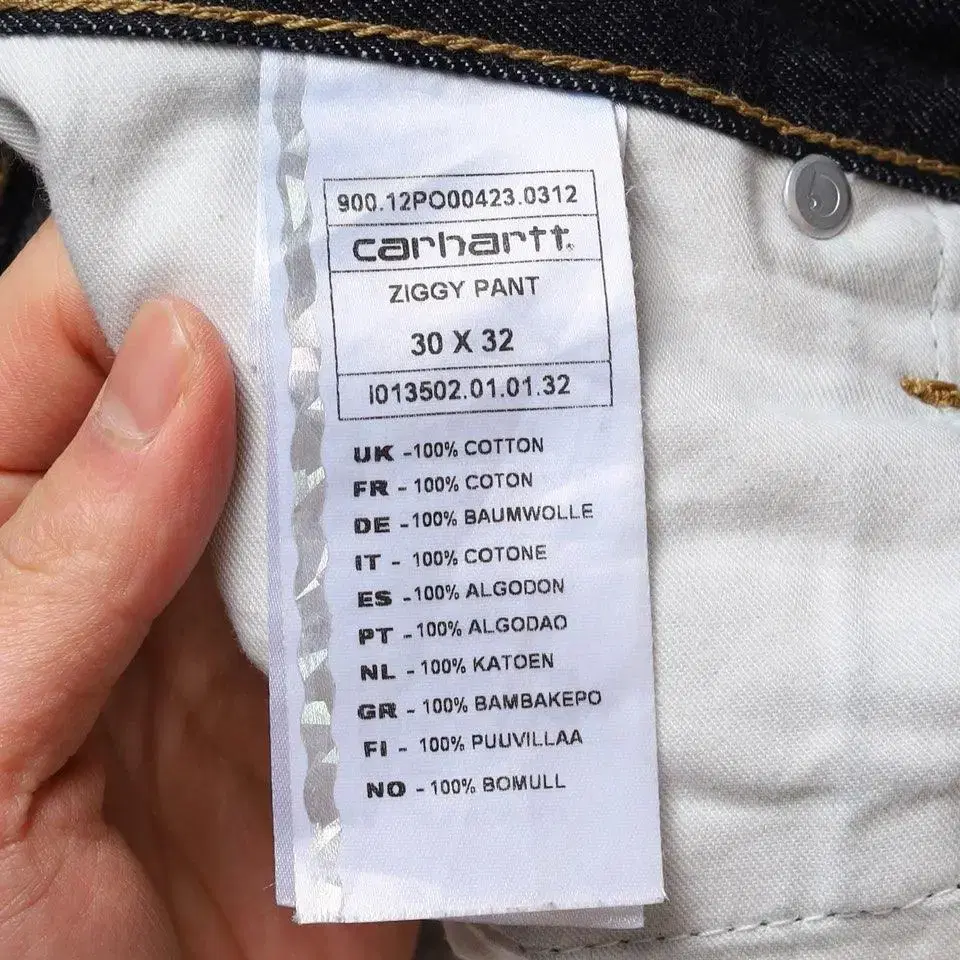 900.12PO00423.0312
carhartt®
ZIGGY PANT
30 X 32
I013502.01.01.32
UK -100% COTTON
FR - 100% COTON
DE -100% BAUMWOLLE
IT - 100% COTONE
ES -100% ALGODON
PT -100% ALGODAO
NL -100% KATOEN
GR -100% BAMBAKEPO
FI - 100% PUUVILLAA
NO -100% BOMULL